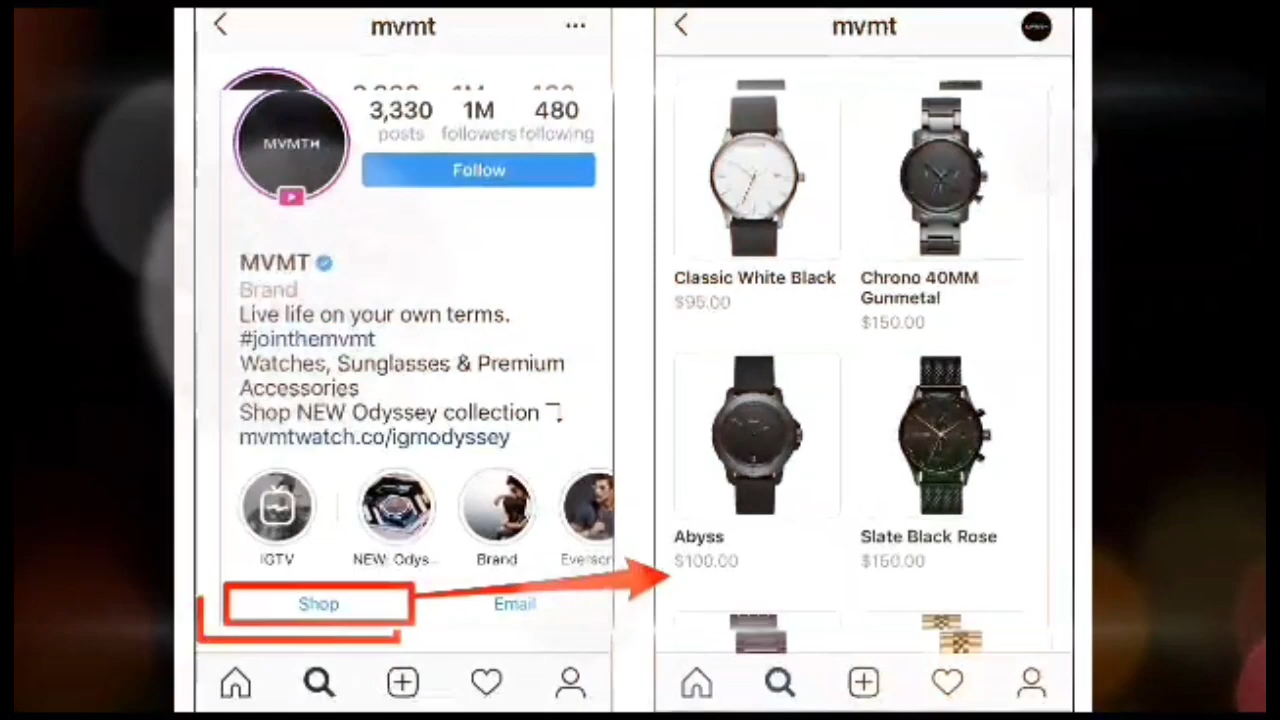 mvmt
3,330 1M 480
posts followers following
MVMTH
Follow
MVMT
Brand
Live life on your own terms.
#jointhemvmt
Watches, Sunglasses & Premium
Accessories
Shop NEW Odyssey collection
mvmtwatch.co/igmodyssey
IGTV NEW: Odys... Brand Everscr
Shop Email
mvmt
Classic White Black
$95.00
Chrono 40MM
Gunmetal
$150.00
Abyss
$100.00
Slate Black Rose
$150.00